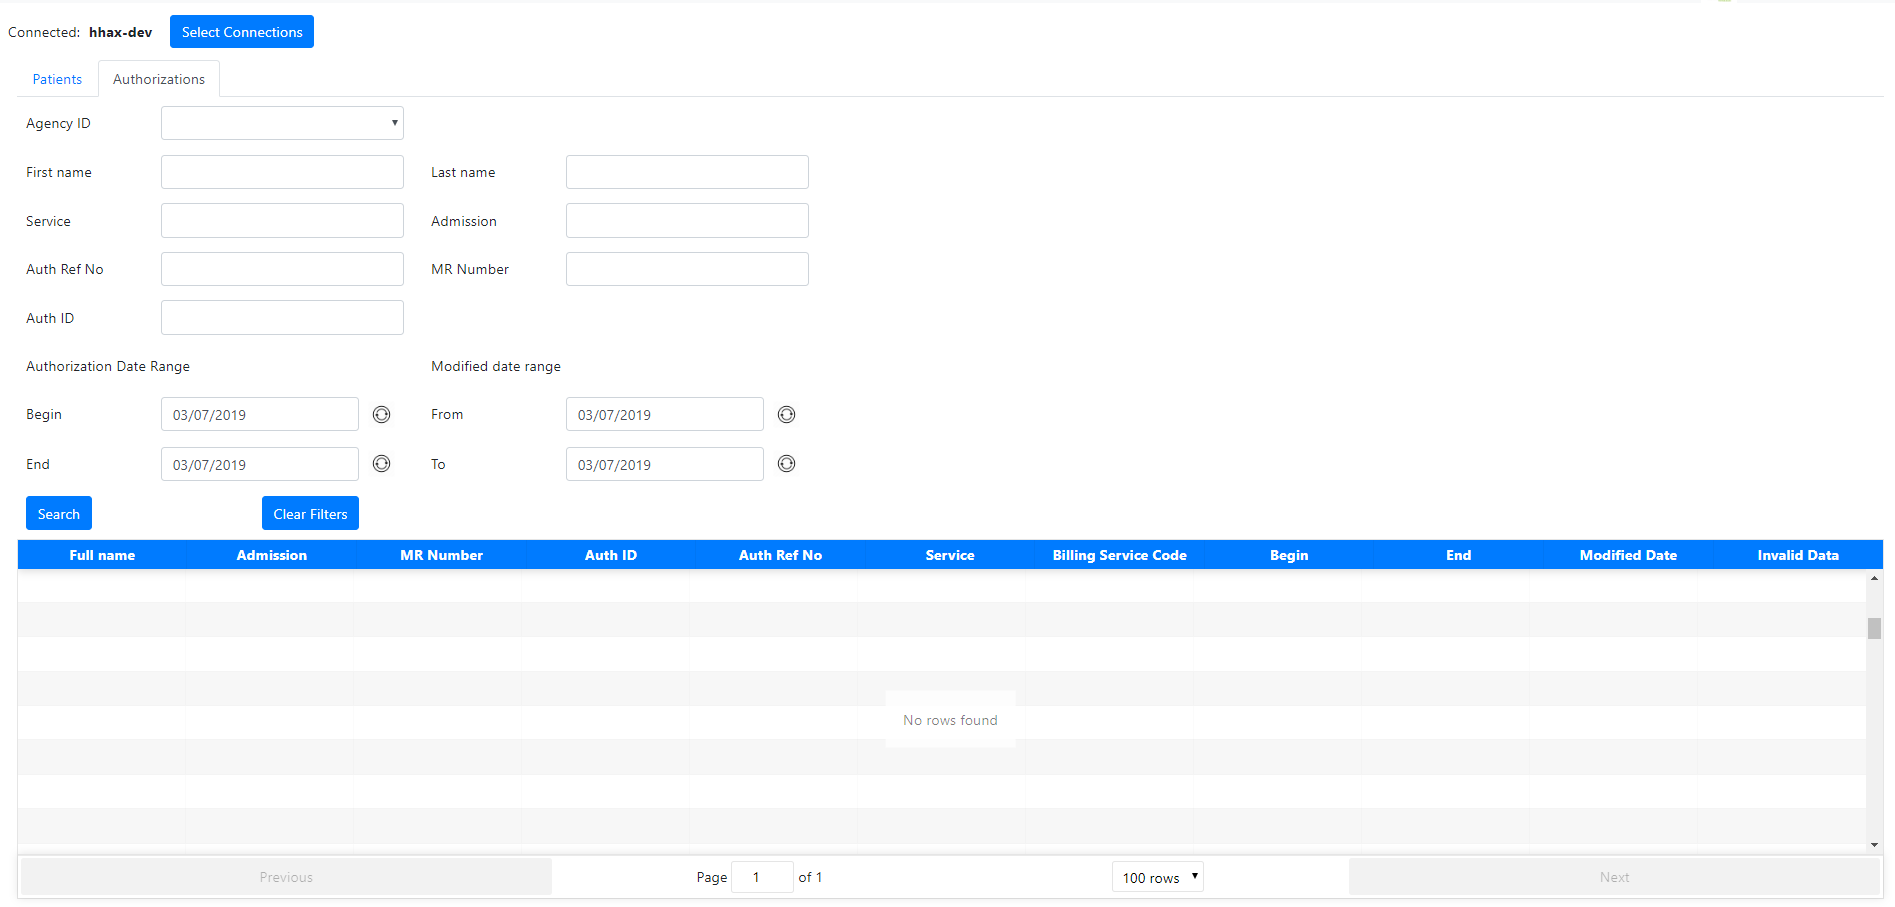 Connected: hhax-dev Select Connections
Patients Authorizations
Agency ID
First name Last name
Service Admission
Auth Ref No MR Number
Auth ID
Authorization Date Range Modified date range
Begin 03/07/2019 From 03/07/2019
End 03/07/2019 To 03/07/2019
Search Clear Filters
Full name Admission MR Number Auth ID Auth Ref No Service Billing Service Code Begin End Modified Date Invalid Data
No rows found
Previous Page 1 of 1 100 rows Next